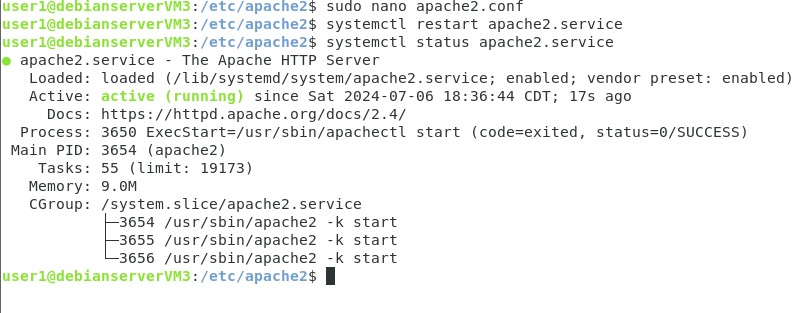 user1@debianserverVM3:/etc/apache2$ sudo nano apache2.conf
user1@debianserverVM3:/etc/apache2$ systemctl restart apache2.service
user1@debianserverVM3:/etc/apache2$ systemctl status apache2.service
● apache2.service - The Apache HTTP Server
   Loaded: loaded (/lib/systemd/system/apache2.service; enabled; vendor preset: enabled)
   Active: active (running) since Sat 2024-07-06 18:36:44 CDT; 17s ago
     Docs: https://httpd.apache.org/docs/2.4/
  Process: 3650 ExecStart=/usr/sbin/apachectl start (code=exited, status=0/SUCCESS)
 Main PID: 3654 (apache2)
    Tasks: 55 (limit: 19173)
   Memory: 9.0M
   CGroup: /system.slice/apache2.service
           ├─3654 /usr/sbin/apache2 -k start
           ├─3655 /usr/sbin/apache2 -k start
           └─3656 /usr/sbin/apache2 -k start
user1@debianserverVM3:/etc/apache2$